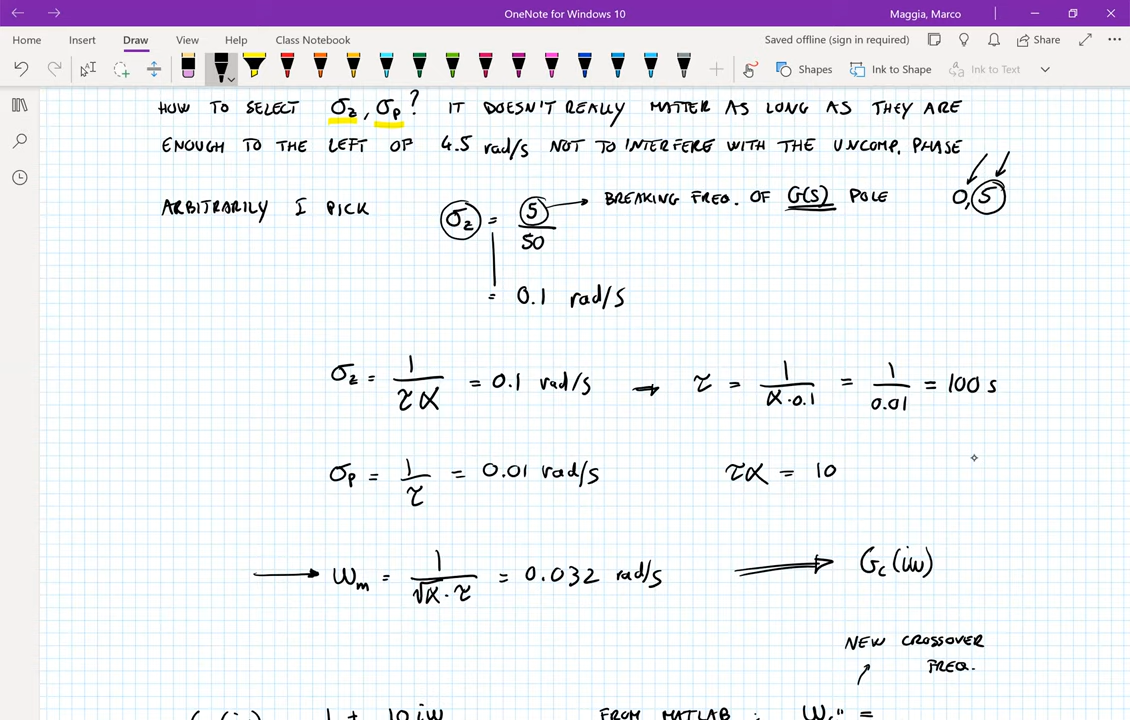 OneNote for Windows 10
Maggia, Marco
Home Insert Draw View Help Class Notebook
Saved offline (sign in required)
Share
Shapes
Ink to Shape
Ink to Text
HOW TO SELECT σz, σp? IT DOESN'T REALLY MATTER AS LONG AS THEY ARE
ENOUGH TO THE LEFT OF 4.5 rad/s NOT TO INTERFERE WITH THE UNCOMP. PHASE
ARBITRARILY I PICK σz = 5/50 → BREAKING FREQ. OF G(S) POLE 0, 5
= 0.1 rad/s
σz = 1/(τα) = 0.1 rad/s → τ = 1/(α·0.1) = 1/0.01 = 100 s
σp = 1/τ = 0.01 rad/s τα = 10
→ ωm = 1/(√α·τ) = 0.032 rad/s ⟹ Gc(iω)
NEW CROSSOVER
FREQ.
1 + 10iω FROM MATLAB :